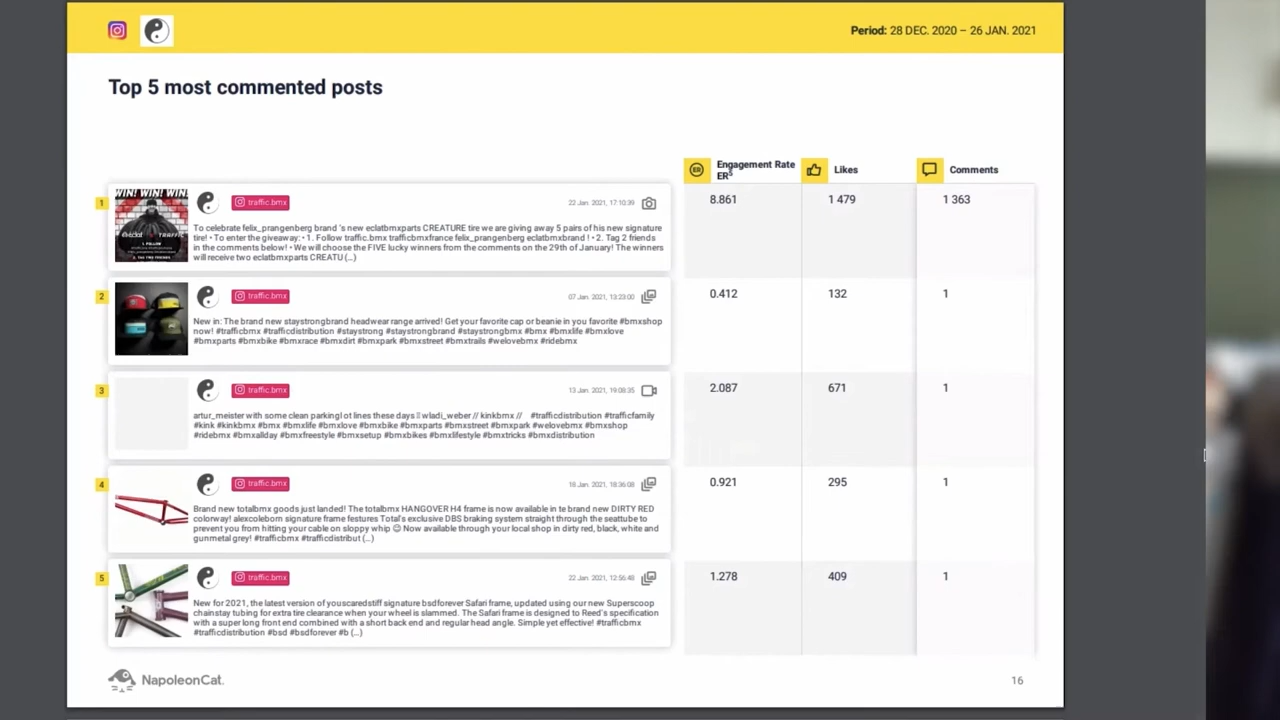 Period: 28 DEC. 2020 – 26 JAN. 2021
Top 5 most commented posts
Engagement Rate
ER⁵
Likes
Comments
1
WIN! WIN! WIN!
traffic.bmx
22 Jan. 2021, 17:10:39
To celebrate felix_prangenberg brand 's new eclatbmxparts CREATURE tire we are giving away 5 pairs of his new signature
tire! • To enter the giveaway: • 1. Follow traffic.bmx trafficbmxfrance felix_prangenberg eclatbmxbrand ! • 2. Tag 2 friends
in the comments below! • We will choose the FIVE lucky winners from the comments on the 29th of January! The winners
will receive two eclatbmxparts CREATU (...)
8.861
1 479
1 363
2
traffic.bmx
07 Jan. 2021, 13:23:00
New in: The brand new staystrongbrand headwear range arrived! Get your favorite cap or beanie in you favorite #bmxshop
now! #trafficbmx #trafficdistribution #staystrong #staystrongbrand #staystrongbmx #bmx #bmxlife #bmxlove
#bmxparts #bmxbike #bmxrace #bmxdirt #bmxpark #bmxstreet #bmxtrails #welovebmx #ridebmx
0.412
132
1
3
traffic.bmx
13 Jan. 2021, 19:08:35
artur_meister with some clean parkingl ot lines these days ▯ wladi_weber // kinkbmx // #trafficdistribution #trafficfamily
#kink #kinkbmx #bmx #bmxlife #bmxlove #bmxbike #bmxparts #bmxstreet #bmxpark #welovebmx #bmxshop
#ridebmx #bmxallday #bmxfreestyle #bmxsetup #bmxbikes #bmxlifestyle #bmxtricks #bmxdistribution
2.087
671
1
4
traffic.bmx
18 Jan. 2021, 18:36:08
Brand new totalbmx goods just landed! The totalbmx HANGOVER H4 frame is now available in te brand new DIRTY RED
colorway! alexcoleborn signature frame festures Total's exclusive DBS braking system straight through the seattube to
prevent you from hitting your cable on sloppy whip 😉 Now available through your local shop in dirty red, black, white and
gunmetal grey! #trafficbmx #trafficdistribut (...)
0.921
295
1
5
traffic.bmx
22 Jan. 2021, 12:56:48
New for 2021, the latest version of youscaredstiff signature bsdforever Safari frame, updated using our new Superscoop
chainstay tubing for extra tire clearance when your wheel is slammed. The Safari frame is designed to Reed's specification
with a super long front end combined with a short back end and regular head angle. Simple yet effective! #trafficbmx
#trafficdistribution #bsd #bsdforever #b (...)
1.278
409
1
NapoleonCat.
16